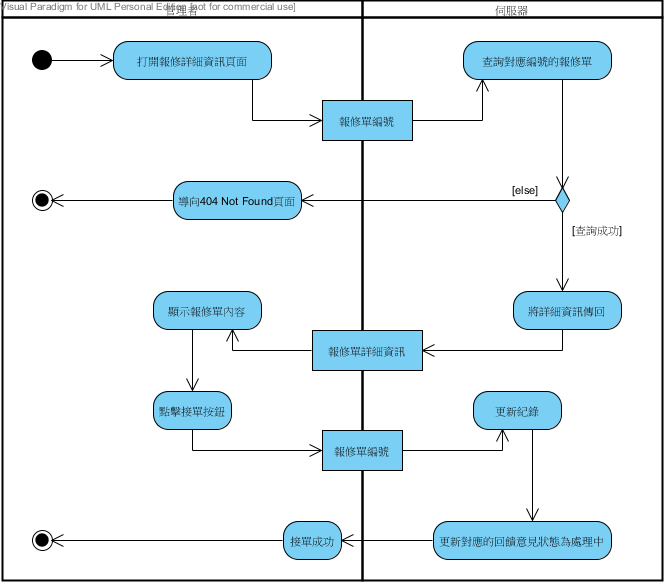 Visual Paradigm for UML Personal Edition [not for commercial use]
管理者
伺服器
打開報修詳細資訊頁面
查詢對應編號的報修單
報修單編號
[else]
導向404 Not Found頁面
[查詢成功]
顯示報修單內容
將詳細資訊傳回
報修單詳細資訊
點擊接單按鈕
更新紀錄
報修單編號
接單成功
更新對應的回饋意見狀態為處理中